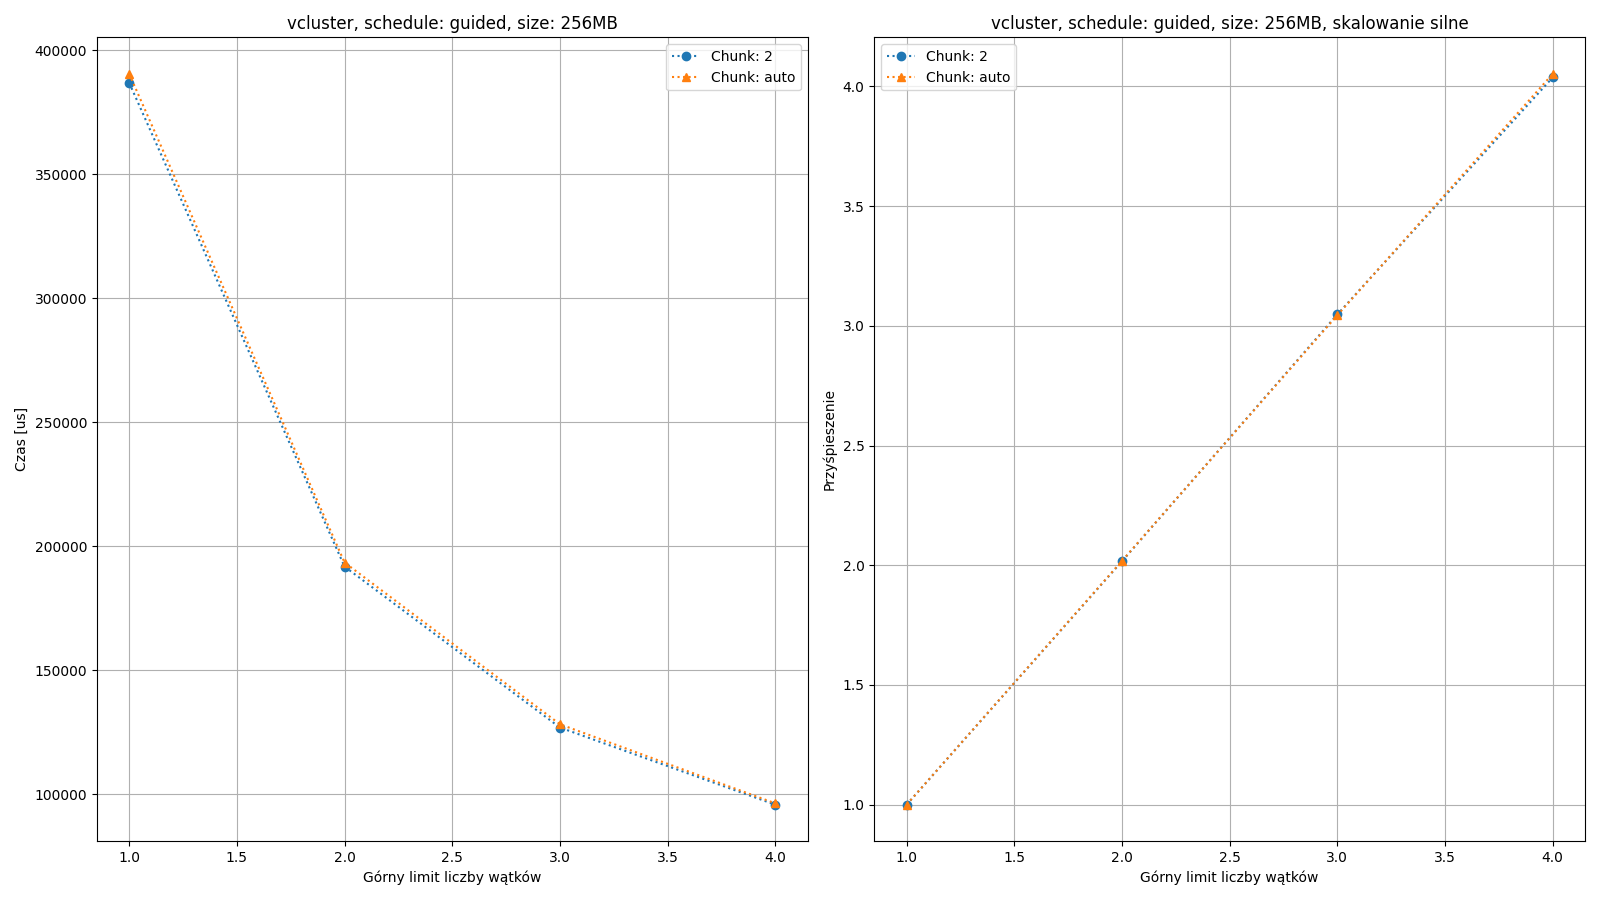 vcluster, schedule: guided, size: 256MB
400000
350000
300000
250000
200000
150000
100000
Czas [us]
1.0 1.5 2.0 2.5 3.0 3.5 4.0
Górny limit liczby wątków
Chunk: 2
Chunk: auto
vcluster, schedule: guided, size: 256MB, skalowanie silne
Chunk: 2
Chunk: auto
4.0
3.5
3.0
2.5
2.0
1.5
1.0
Przyśpieszenie
1.0 1.5 2.0 2.5 3.0 3.5 4.0
Górny limit liczby wątków